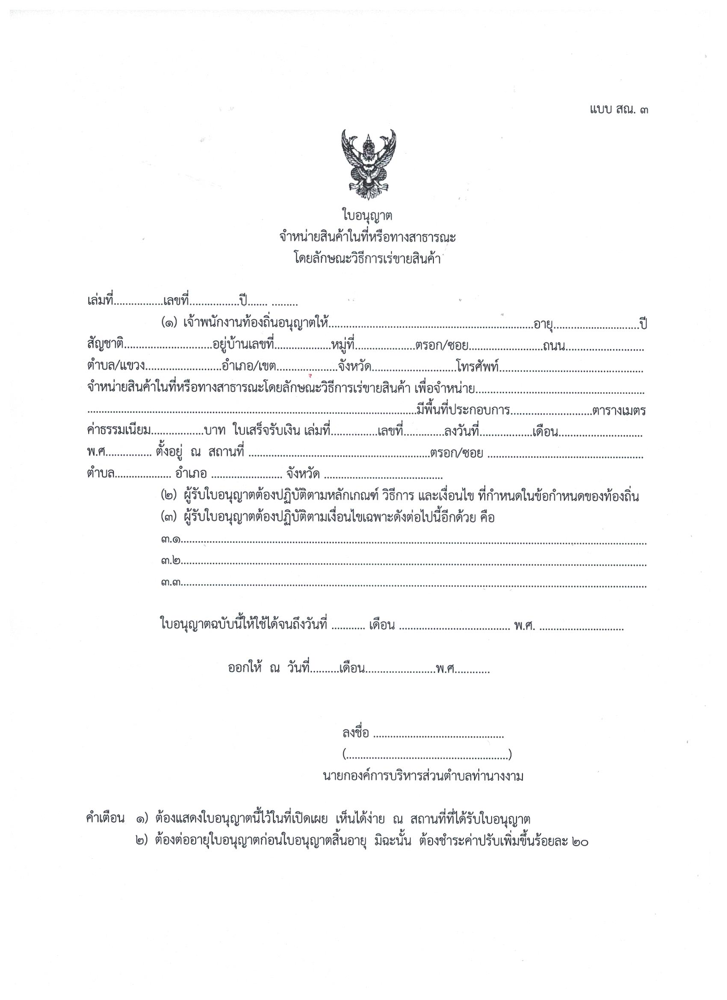 แบบ สณ. ๓
ใบอนุญาต
จำหน่ายสินค้าในที่หรือทางสาธารณะ
โดยลักษณะวิธีการเร่ขายสินค้า
เล่มที่.................เลขที่.................ปี....... .........
(๑) เจ้าพนักงานท้องถิ่นอนุญาตให้......................................................................อายุ.............................ปี
สัญชาติ..............................อยู่บ้านเลขที่...................หมู่ที่.....................ตรอก/ซอย.........................ถนน...........................
ตำบล/แขวง..........................อำเภอ/เขต.....................จังหวัด.............................โทรศัพท์.................................................
จำหน่ายสินค้าในที่หรือทางสาธารณะโดยลักษณะวิธีการเร่ขายสินค้า เพื่อจำหน่าย..........................................................
.................................................................................................................มีพื้นที่ประกอบการ............................ตารางเมตร
ค่าธรรมเนียม..................บาท ใบเสร็จรับเงิน เล่มที่................เลขที่..............ลงวันที่..................เดือน.............................
พ.ศ................ ตั้งอยู่ ณ สถานที่ ..............................................................ตรอก/ซอย .....................................................
ตำบล.................... อำเภอ ......................... จังหวัด .........................................
(๒) ผู้รับใบอนุญาตต้องปฏิบัติตามหลักเกณฑ์ วิธีการ และเงื่อนไข ที่กำหนดในข้อกำหนดของท้องถิ่น
(๓) ผู้รับใบอนุญาตต้องปฏิบัติตามเงื่อนไขเฉพาะดังต่อไปนี้อีกด้วย คือ
๓.๑................................................................................................................................................................
๓.๒................................................................................................................................................................
๓.๓................................................................................................................................................................
ใบอนุญาตฉบับนี้ให้ใช้ได้จนถึงวันที่ ............ เดือน ....................................... พ.ศ. .............................
ออกให้ ณ วันที่..........เดือน........................พ.ศ............
ลงชื่อ ..............................................
(.........................................................)
นายกองค์การบริหารส่วนตำบลท่านางงาม
คำเตือน ๑) ต้องแสดงใบอนุญาตนี้ไว้ในที่เปิดเผย เห็นได้ง่าย ณ สถานที่ที่ได้รับใบอนุญาต
๒) ต้องต่ออายุใบอนุญาตก่อนใบอนุญาตสิ้นอายุ มิฉะนั้น ต้องชำระค่าปรับเพิ่มขึ้นร้อยละ ๒๐